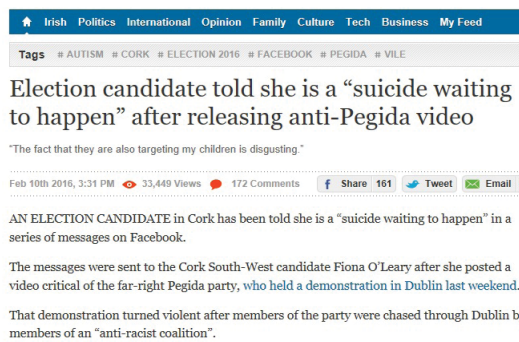 Irish Politics International Opinion Family Culture Tech Business My Feed
Tags # AUTISM # CORK # ELECTION 2016 # FACEBOOK # PEGIDA # VILE
Election candidate told she is a “suicide waiting
to happen” after releasing anti-Pegida video
"The fact that they are also targeting my children is disgusting."
Feb 10th 2016, 3:31 PM 33,449 Views 172 Comments Share 161 Tweet Email
AN ELECTION CANDIDATE in Cork has been told she is a “suicide waiting to happen” in a
series of messages on Facebook.
The messages were sent to the Cork South-West candidate Fiona O’Leary after she posted a
video critical of the far-right Pegida party, who held a demonstration in Dublin last weekend.
That demonstration turned violent after members of the party were chased through Dublin b
members of an “anti-racist coalition”.